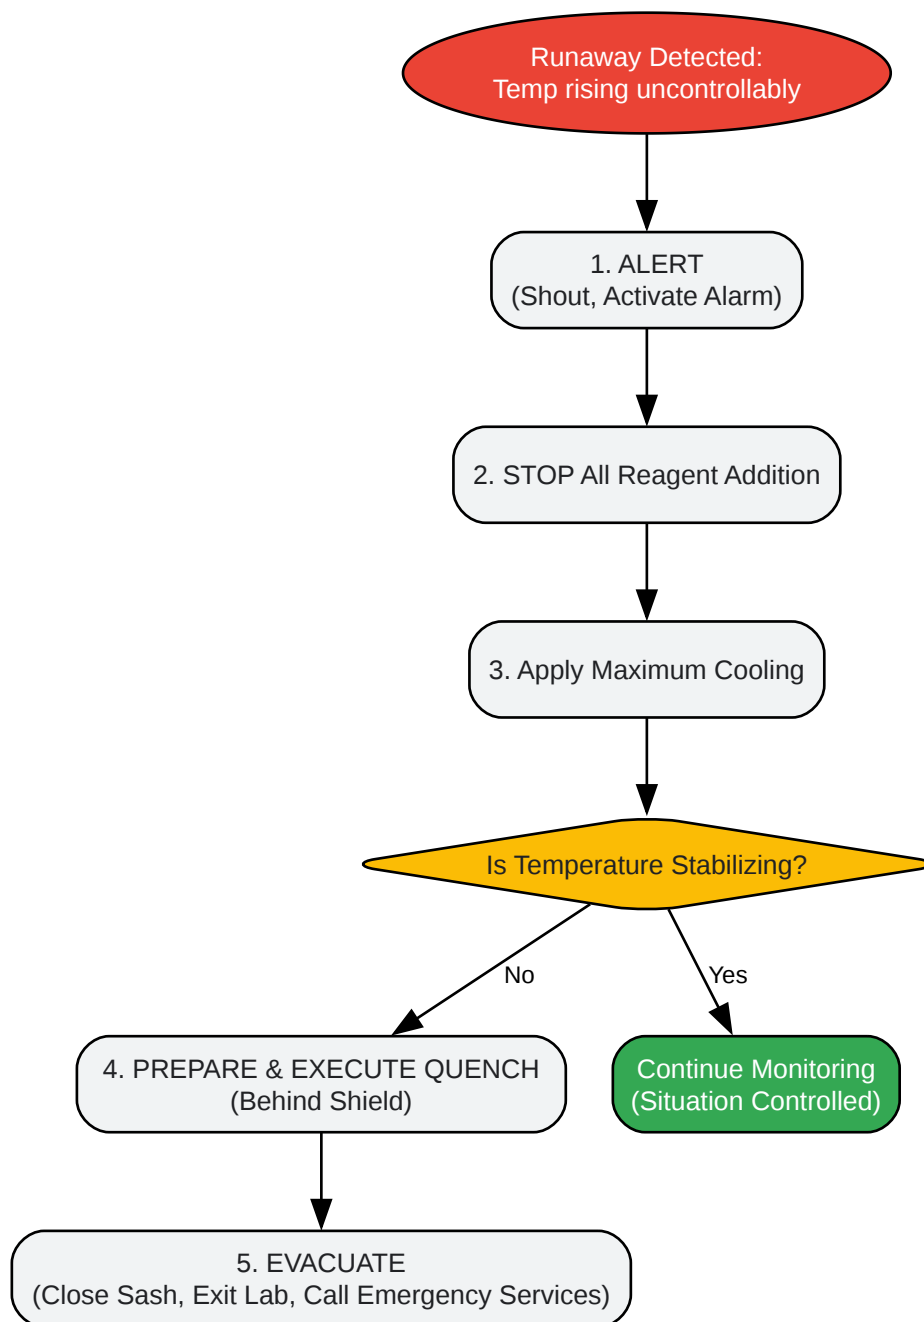 Runaway Detected:
Temp rising uncontrollably
1. ALERT
(Shout, Activate Alarm)
2. STOP All Reagent Addition
3. Apply Maximum Cooling
Is Temperature Stabilizing?
No
Yes
4. PREPARE & EXECUTE QUENCH
(Behind Shield)
Continue Monitoring
(Situation Controlled)
5. EVACUATE
(Close Sash, Exit Lab, Call Emergency Services)